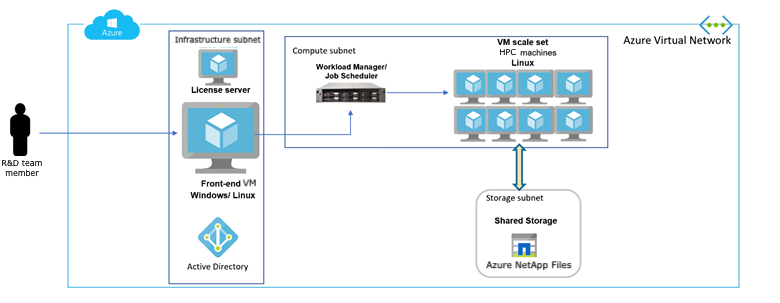 Azure
Azure Virtual Network
R&D team
member
Infrastructure subnet
License server
Front-end VM
Windows/ Linux
Active Directory
Compute subnet
Workload Manager/
Job Scheduler
VM scale set
HPC machines
Linux
Storage subnet
Shared Storage
Azure NetApp Files